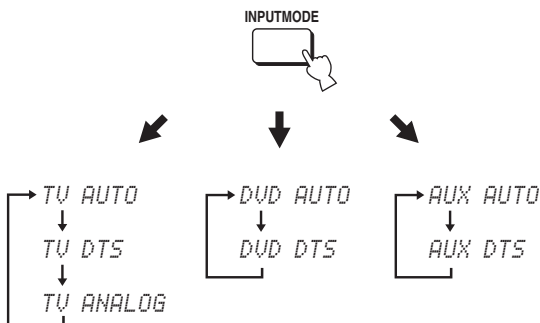 INPUTMODE
TV AUTO
TV DTS
TV ANALOG
DVD AUTO
DVD DTS
AUX AUTO
AUX DTS